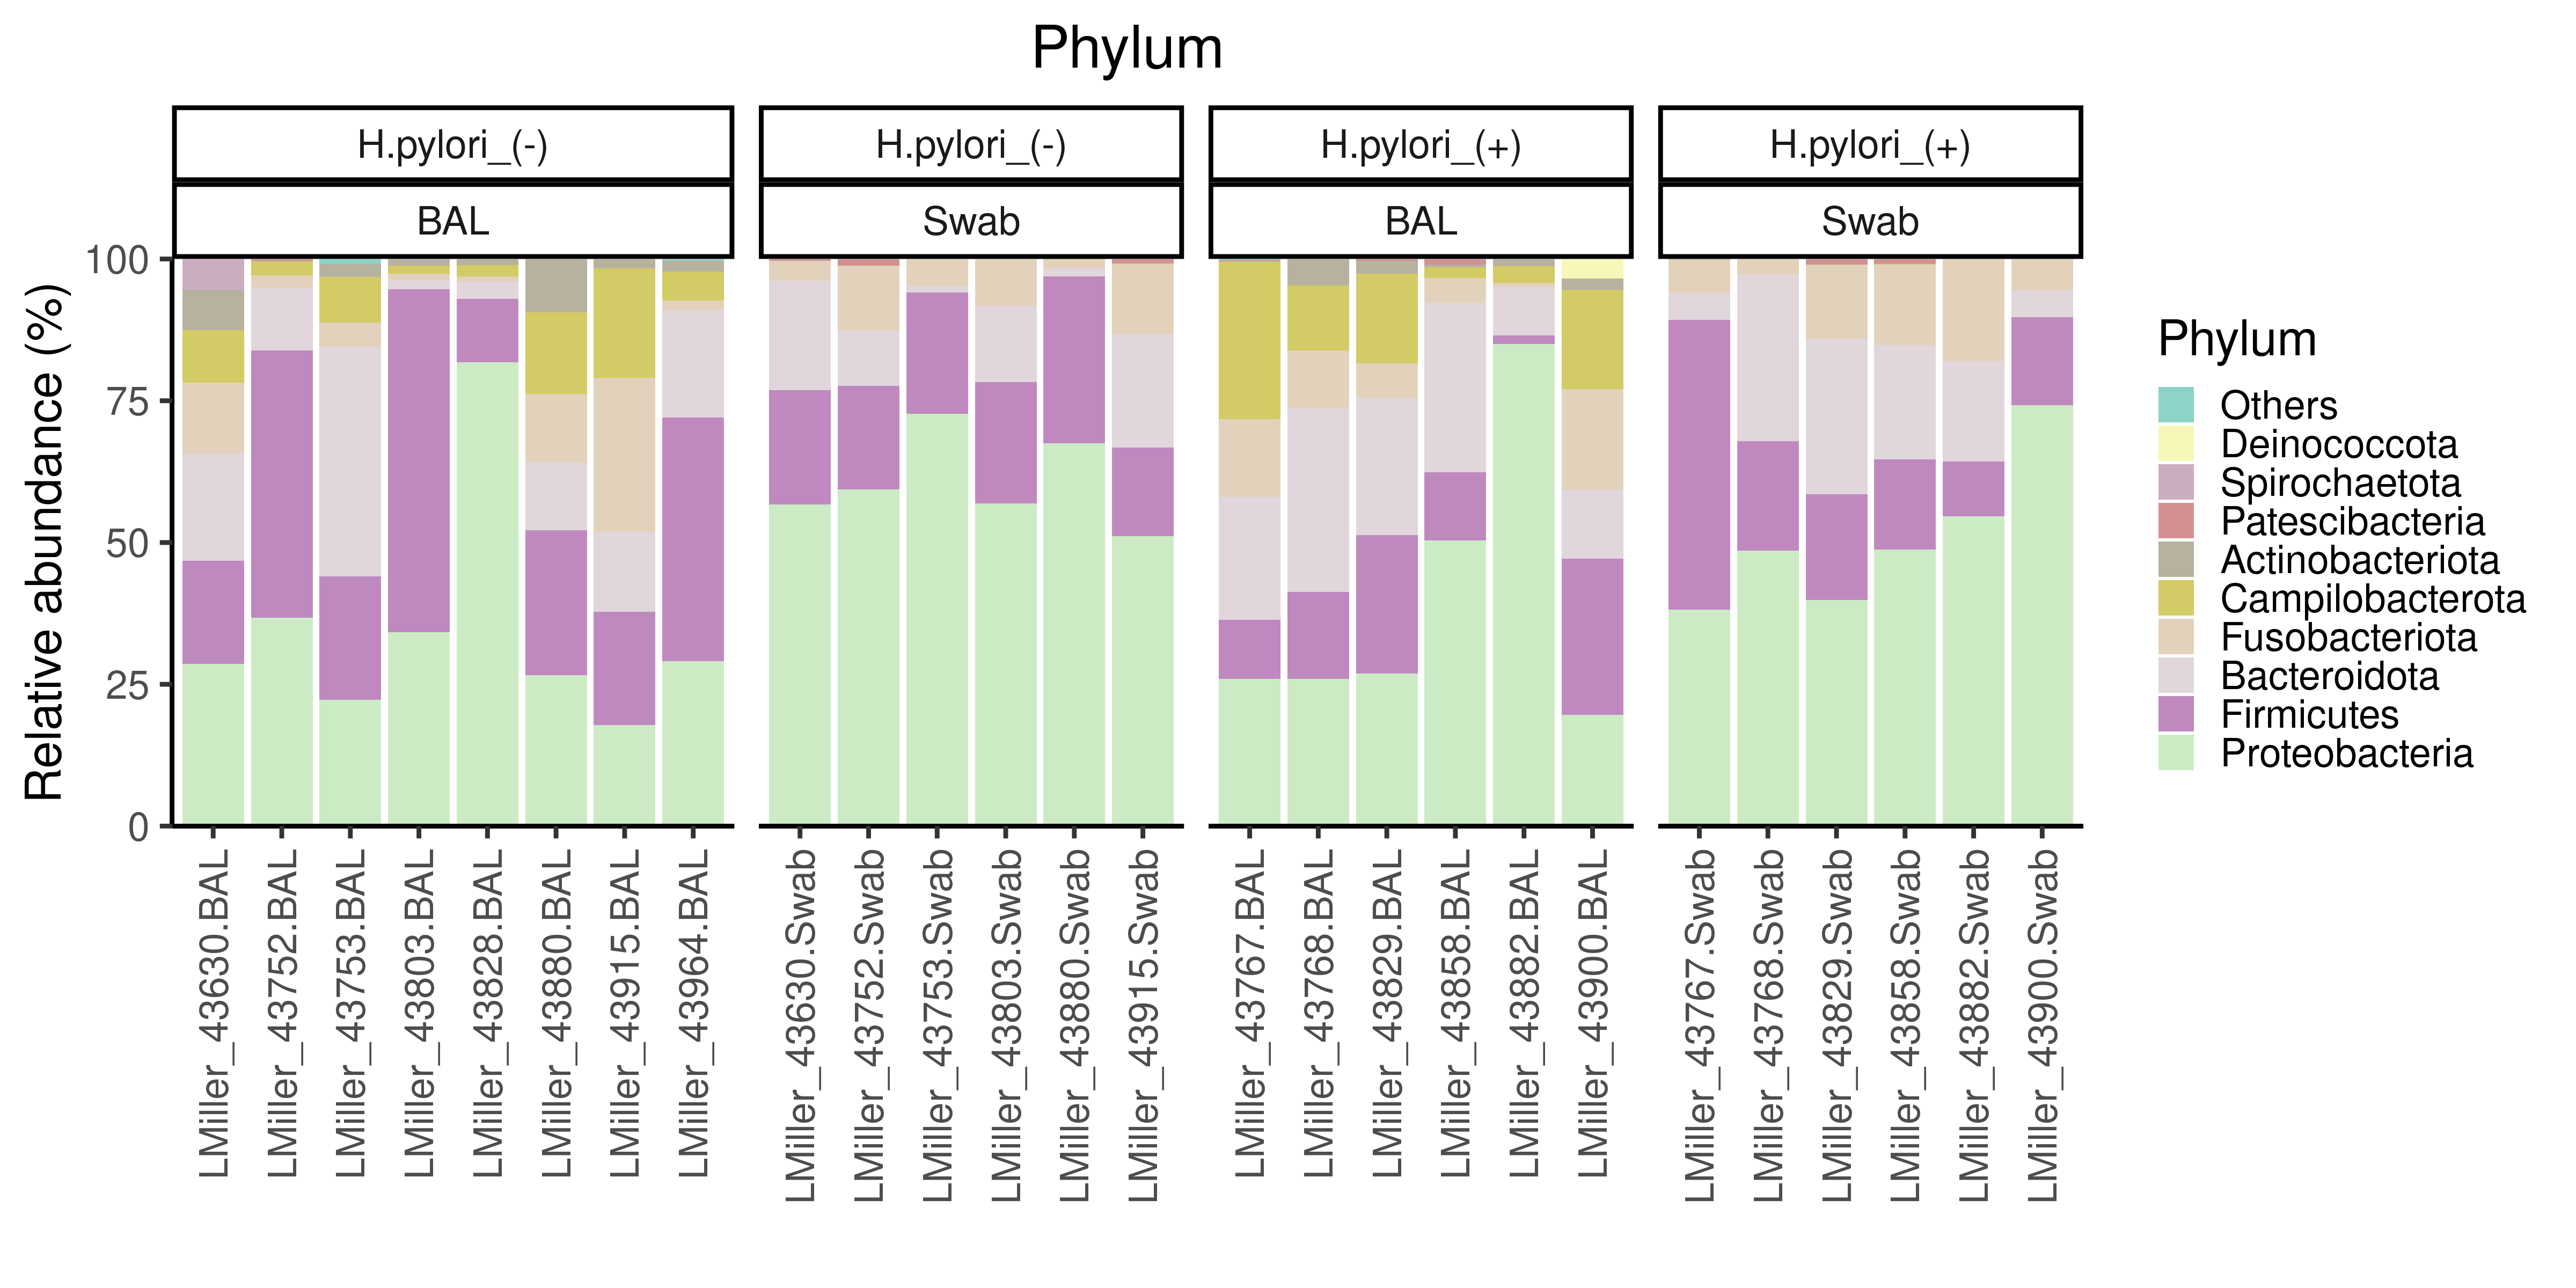 Phylum
H.pylori_(-)
H.pylori_(-)
H.pylori_(+)
H.pylori_(+)
BAL
Swab
BAL
Swab
Relative abundance (%)
100
75
50
25
0
LMiller_43630.BAL
LMiller_43752.BAL
LMiller_43753.BAL
LMiller_43803.BAL
LMiller_43828.BAL
LMiller_43880.BAL
LMiller_43915.BAL
LMiller_43964.BAL
LMiller_43630.Swab
LMiller_43752.Swab
LMiller_43753.Swab
LMiller_43803.Swab
LMiller_43880.Swab
LMiller_43915.Swab
LMiller_43767.BAL
LMiller_43768.BAL
LMiller_43829.BAL
LMiller_43858.BAL
LMiller_43882.BAL
LMiller_43900.BAL
LMiller_43767.Swab
LMiller_43768.Swab
LMiller_43829.Swab
LMiller_43858.Swab
LMiller_43882.Swab
LMiller_43900.Swab
Phylum
Others
Deinococcota
Spirochaetota
Patescibacteria
Actinobacteriota
Campilobacterota
Fusobacteriota
Bacteroidota
Firmicutes
Proteobacteria